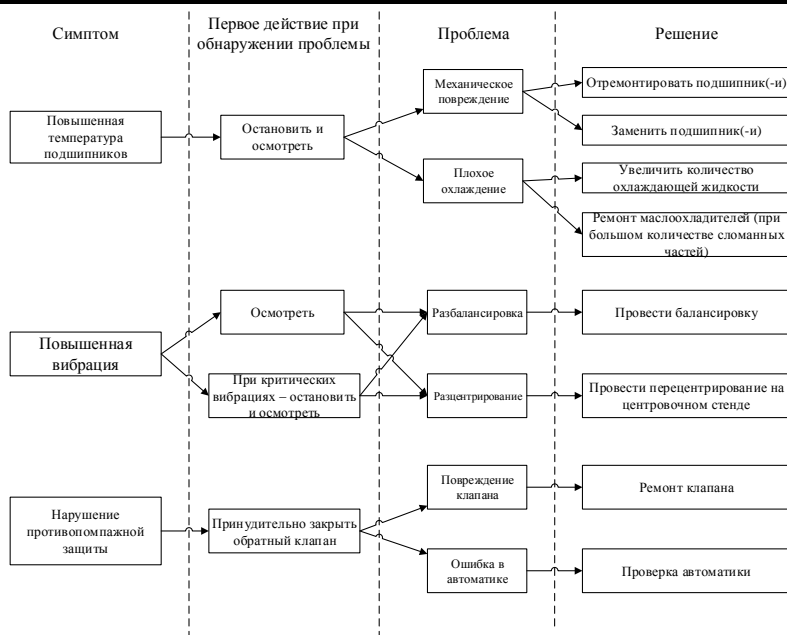 Симптом
Первое действие при
обнаружении проблемы
Проблема
Решение
Повышенная
температура
подшипников
Остановить и
осмотреть
Механическое
повреждение
Отремонтировать подшипник(-и)
Заменить подшипник(-и)
Плохое
охлаждение
Увеличить количество
охлаждающей жидкости
Ремонт маслоохладителей (при
большом количестве сломанных
частей)
Повышенная
вибрация
Осмотреть
При критических
вибрациях – остановить
и осмотреть
Разбалансировка
Провести балансировку
Разцентрирование
Провести перецентрирование на
центровочном стенде
Нарушение
противопомпажной
защиты
Принудительно закрыть
обратный клапан
Повреждение
клапана
Ремонт клапана
Ошибка в
автоматике
Проверка автоматики